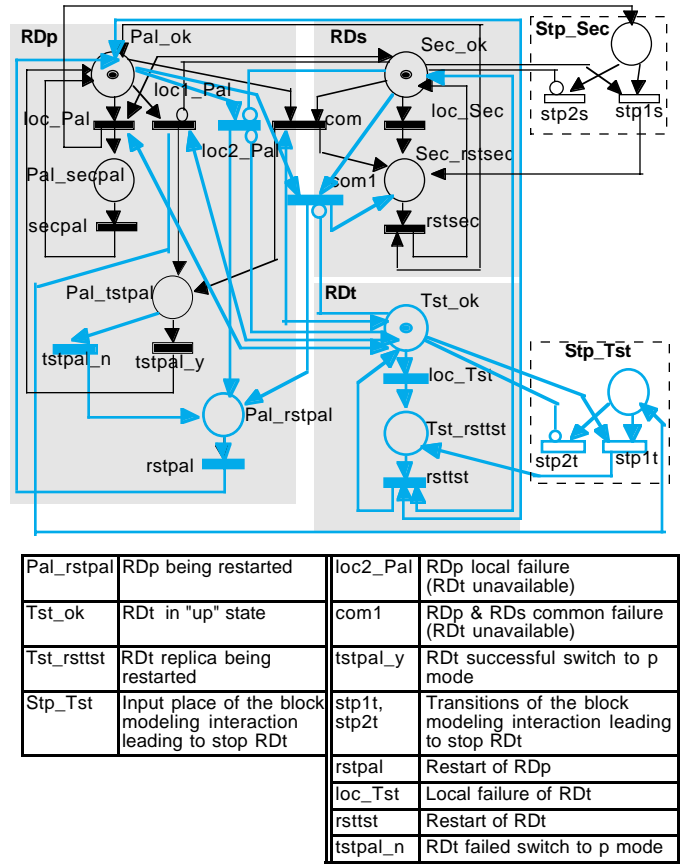 RDp
Pal_ok
RDs
Sec_ok
Stp_Sec
loc1_Pal
loc_Pal
com
loc_Sec
stp2s
stp1s
loc2_Pal
Sec_rstsec
Pal_secpal
com1
secpal
rstsec
Pal_tstpal
RDt
Tst_ok
tstpal_n
tstpal_y
Stp_Tst
loc_Tst
Pal_rstpal
Tst_rsttst
rstpal
rsttst
stp2t
stp1t
Pal_rstpal RDp being restarted
Tst_ok RDt in "up" state
Tst_rsttst RDt replica being
restarted
Stp_Tst Input place of the block
modeling interaction
leading to stop RDt
loc2_Pal RDp local failure
(RDt unavailable)
com1 RDp & RDs common failure
(RDt unavailable)
tstpal_y RDt successful switch to p
mode
stp1t, Transitions of the block
stp2t modeling interaction leading
to stop RDt
rstpal Restart of RDp
loc_Tst Local failure of RDt
rsttst Restart of RDt
tstpal_n RDt failed switch to p mode